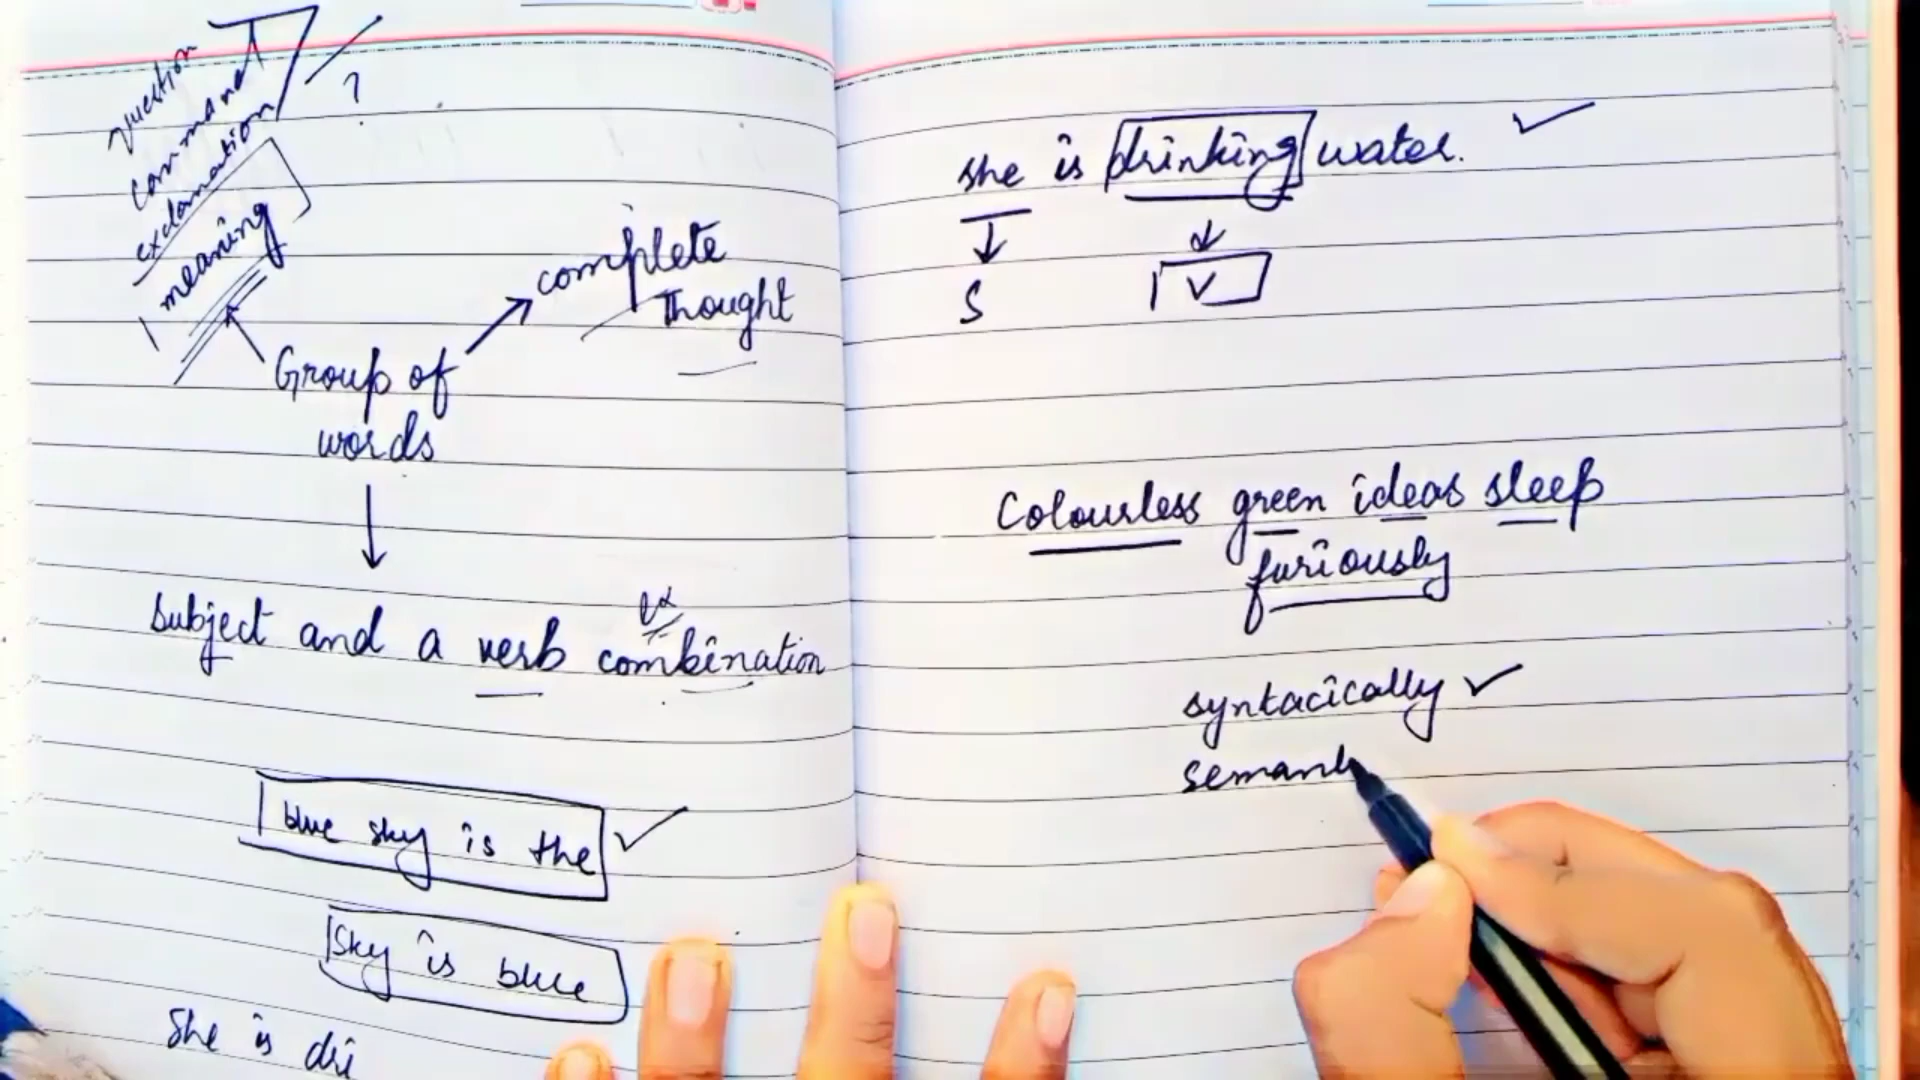 Question
Command
exclamation
meaning
?
complete
Thought
Group of
words
subject and a verb combination
ex
blue sky is the
sky is blue
She is dri
she is drinking water.
S
V
Colourless green ideas sleep
furiously
syntacically
semant